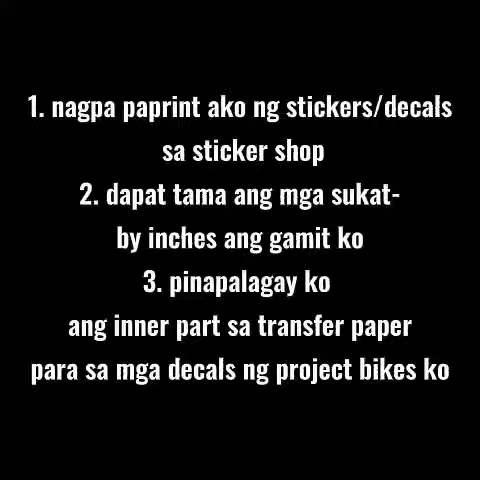 1. nagpa paprint ako ng stickers/decals
sa sticker shop
2. dapat tama ang mga sukat-
by inches ang gamit ko
3. pinapalagay ko
ang inner part sa transfer paper
para sa mga decals ng project bikes ko